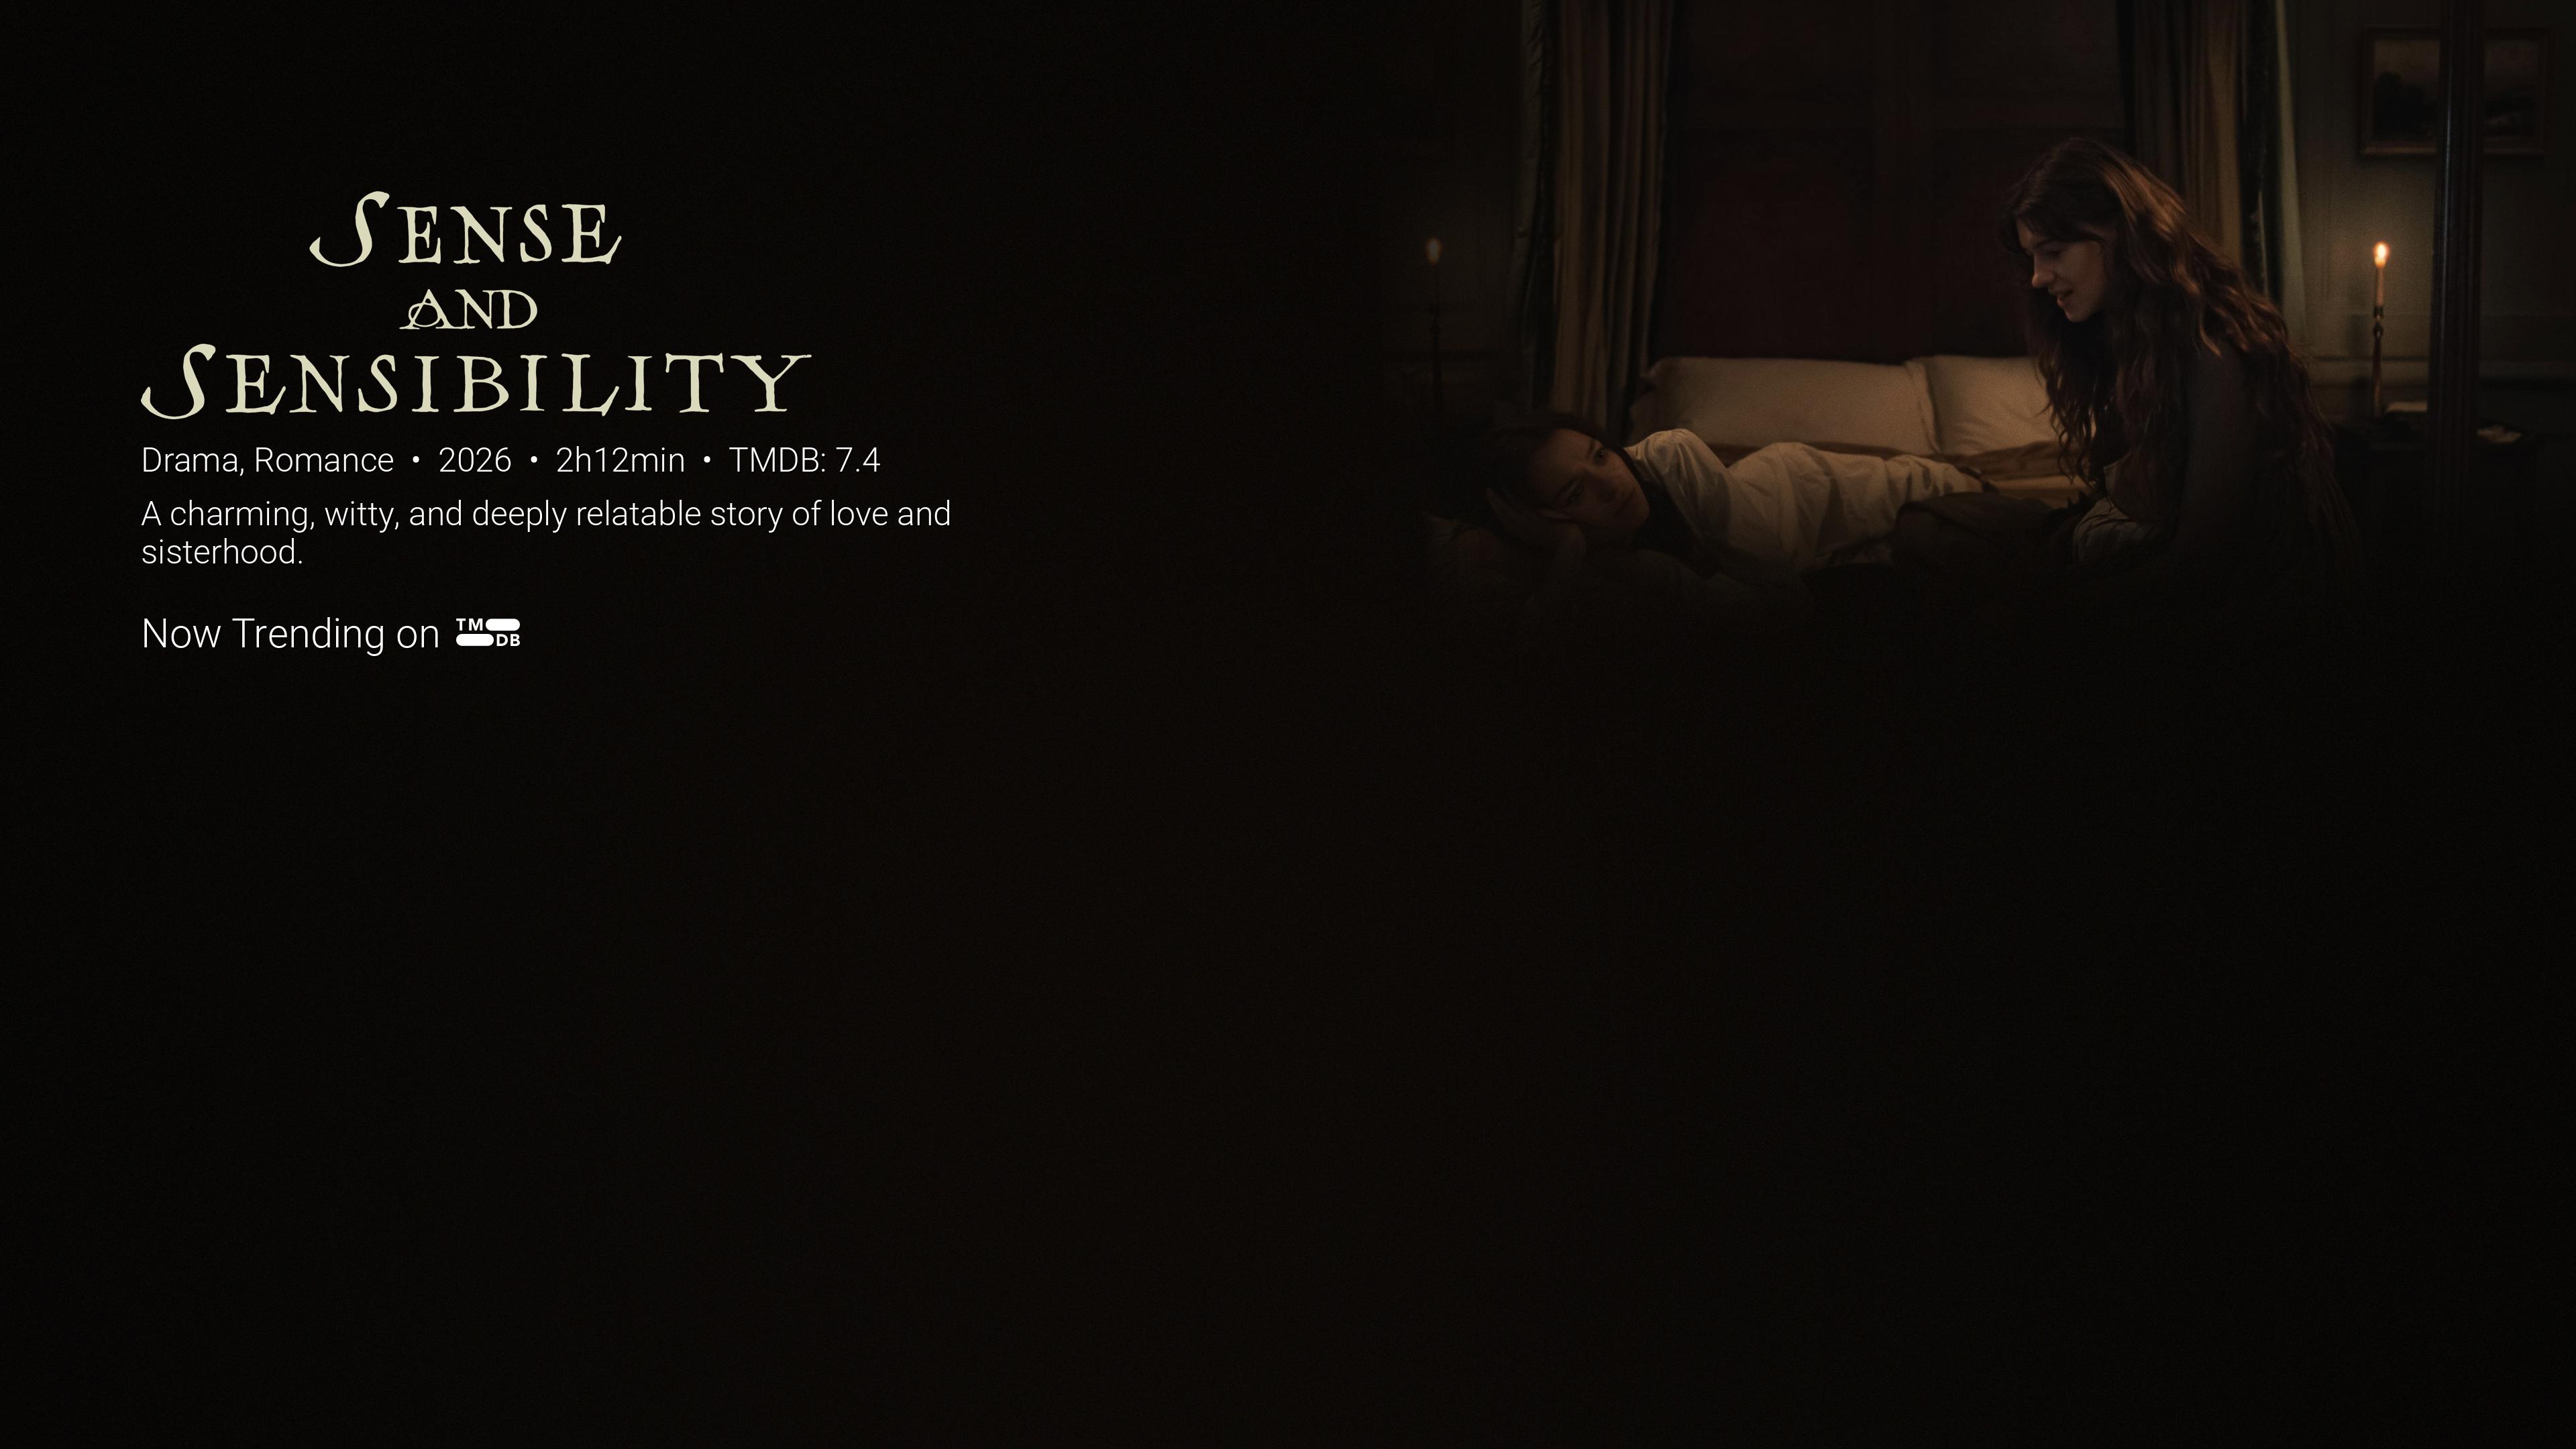 SENSE
AND
SENSIBILITY
Drama, Romance • 2026 • 2h12min • TMDB: 7.4
A charming, witty, and deeply relatable story of love and
sisterhood.
Now Trending on TMDB